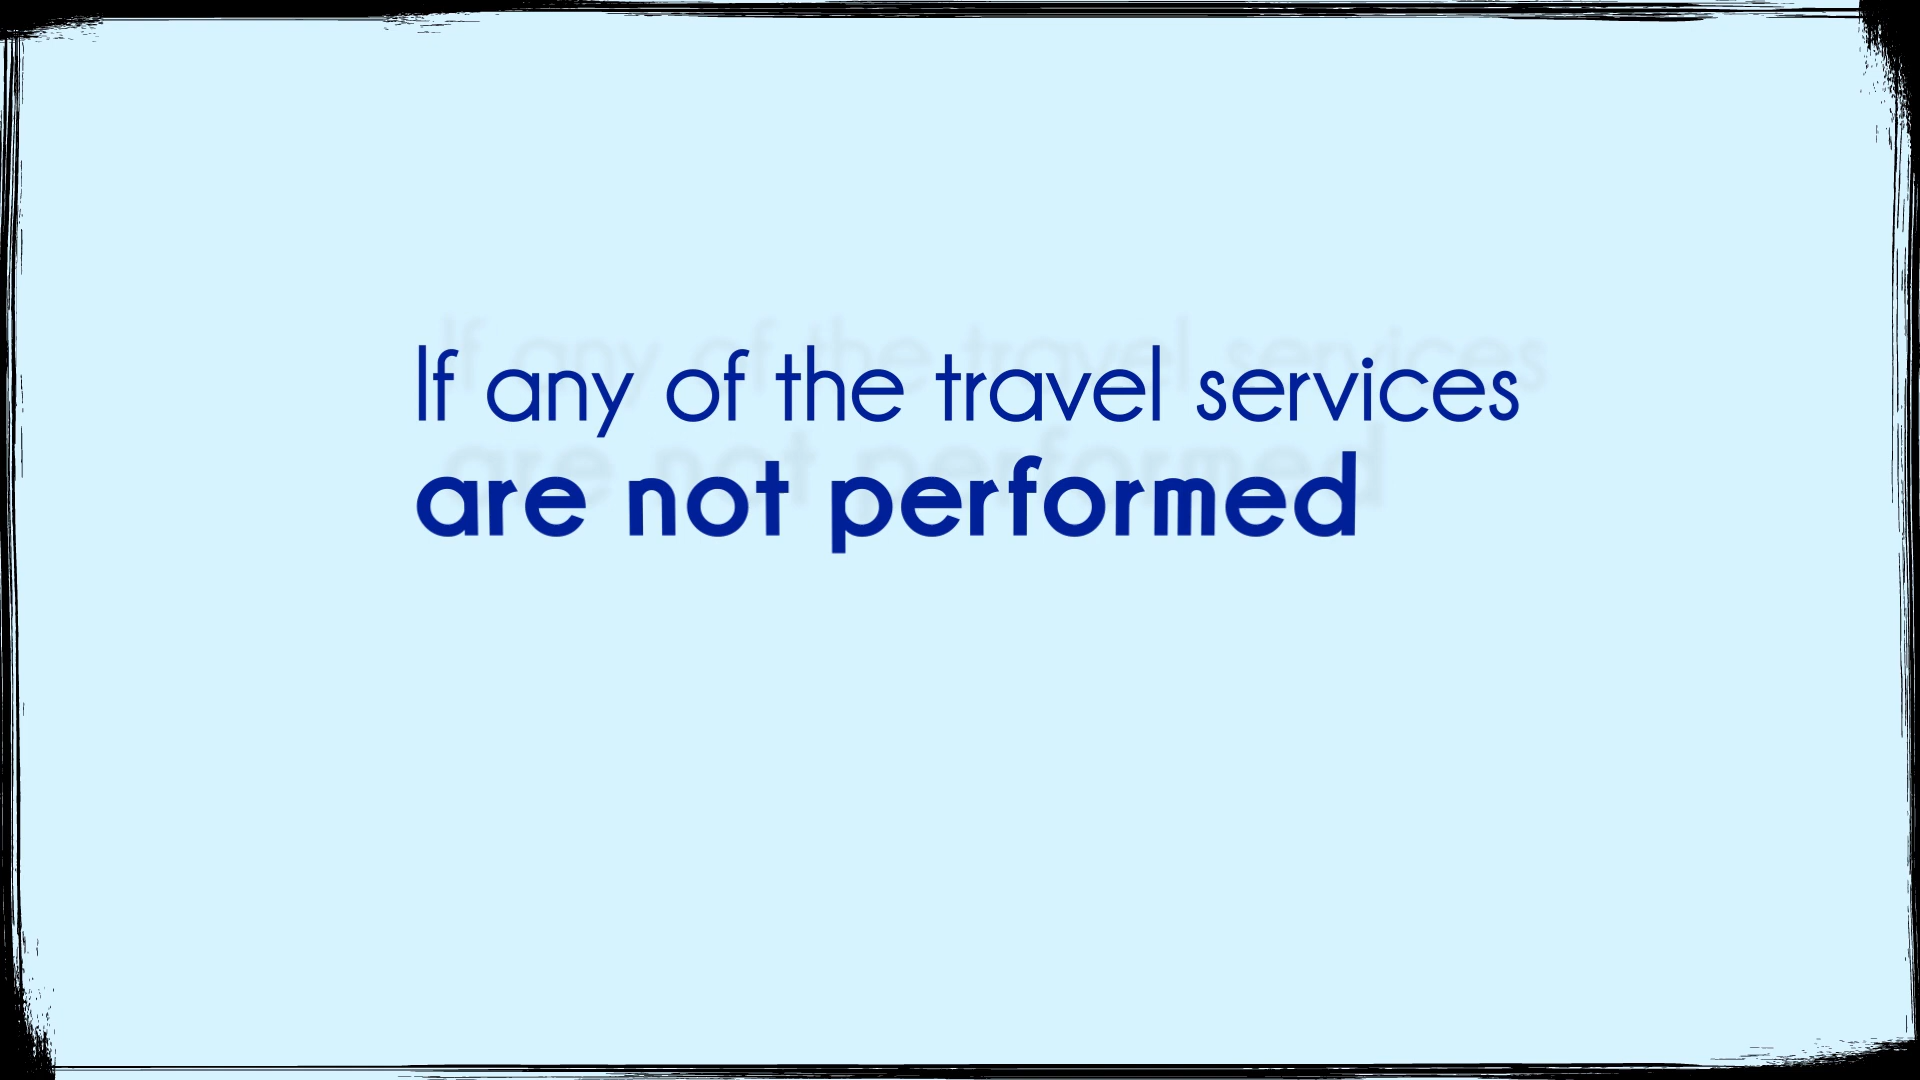 If any of the travel services
are not performed